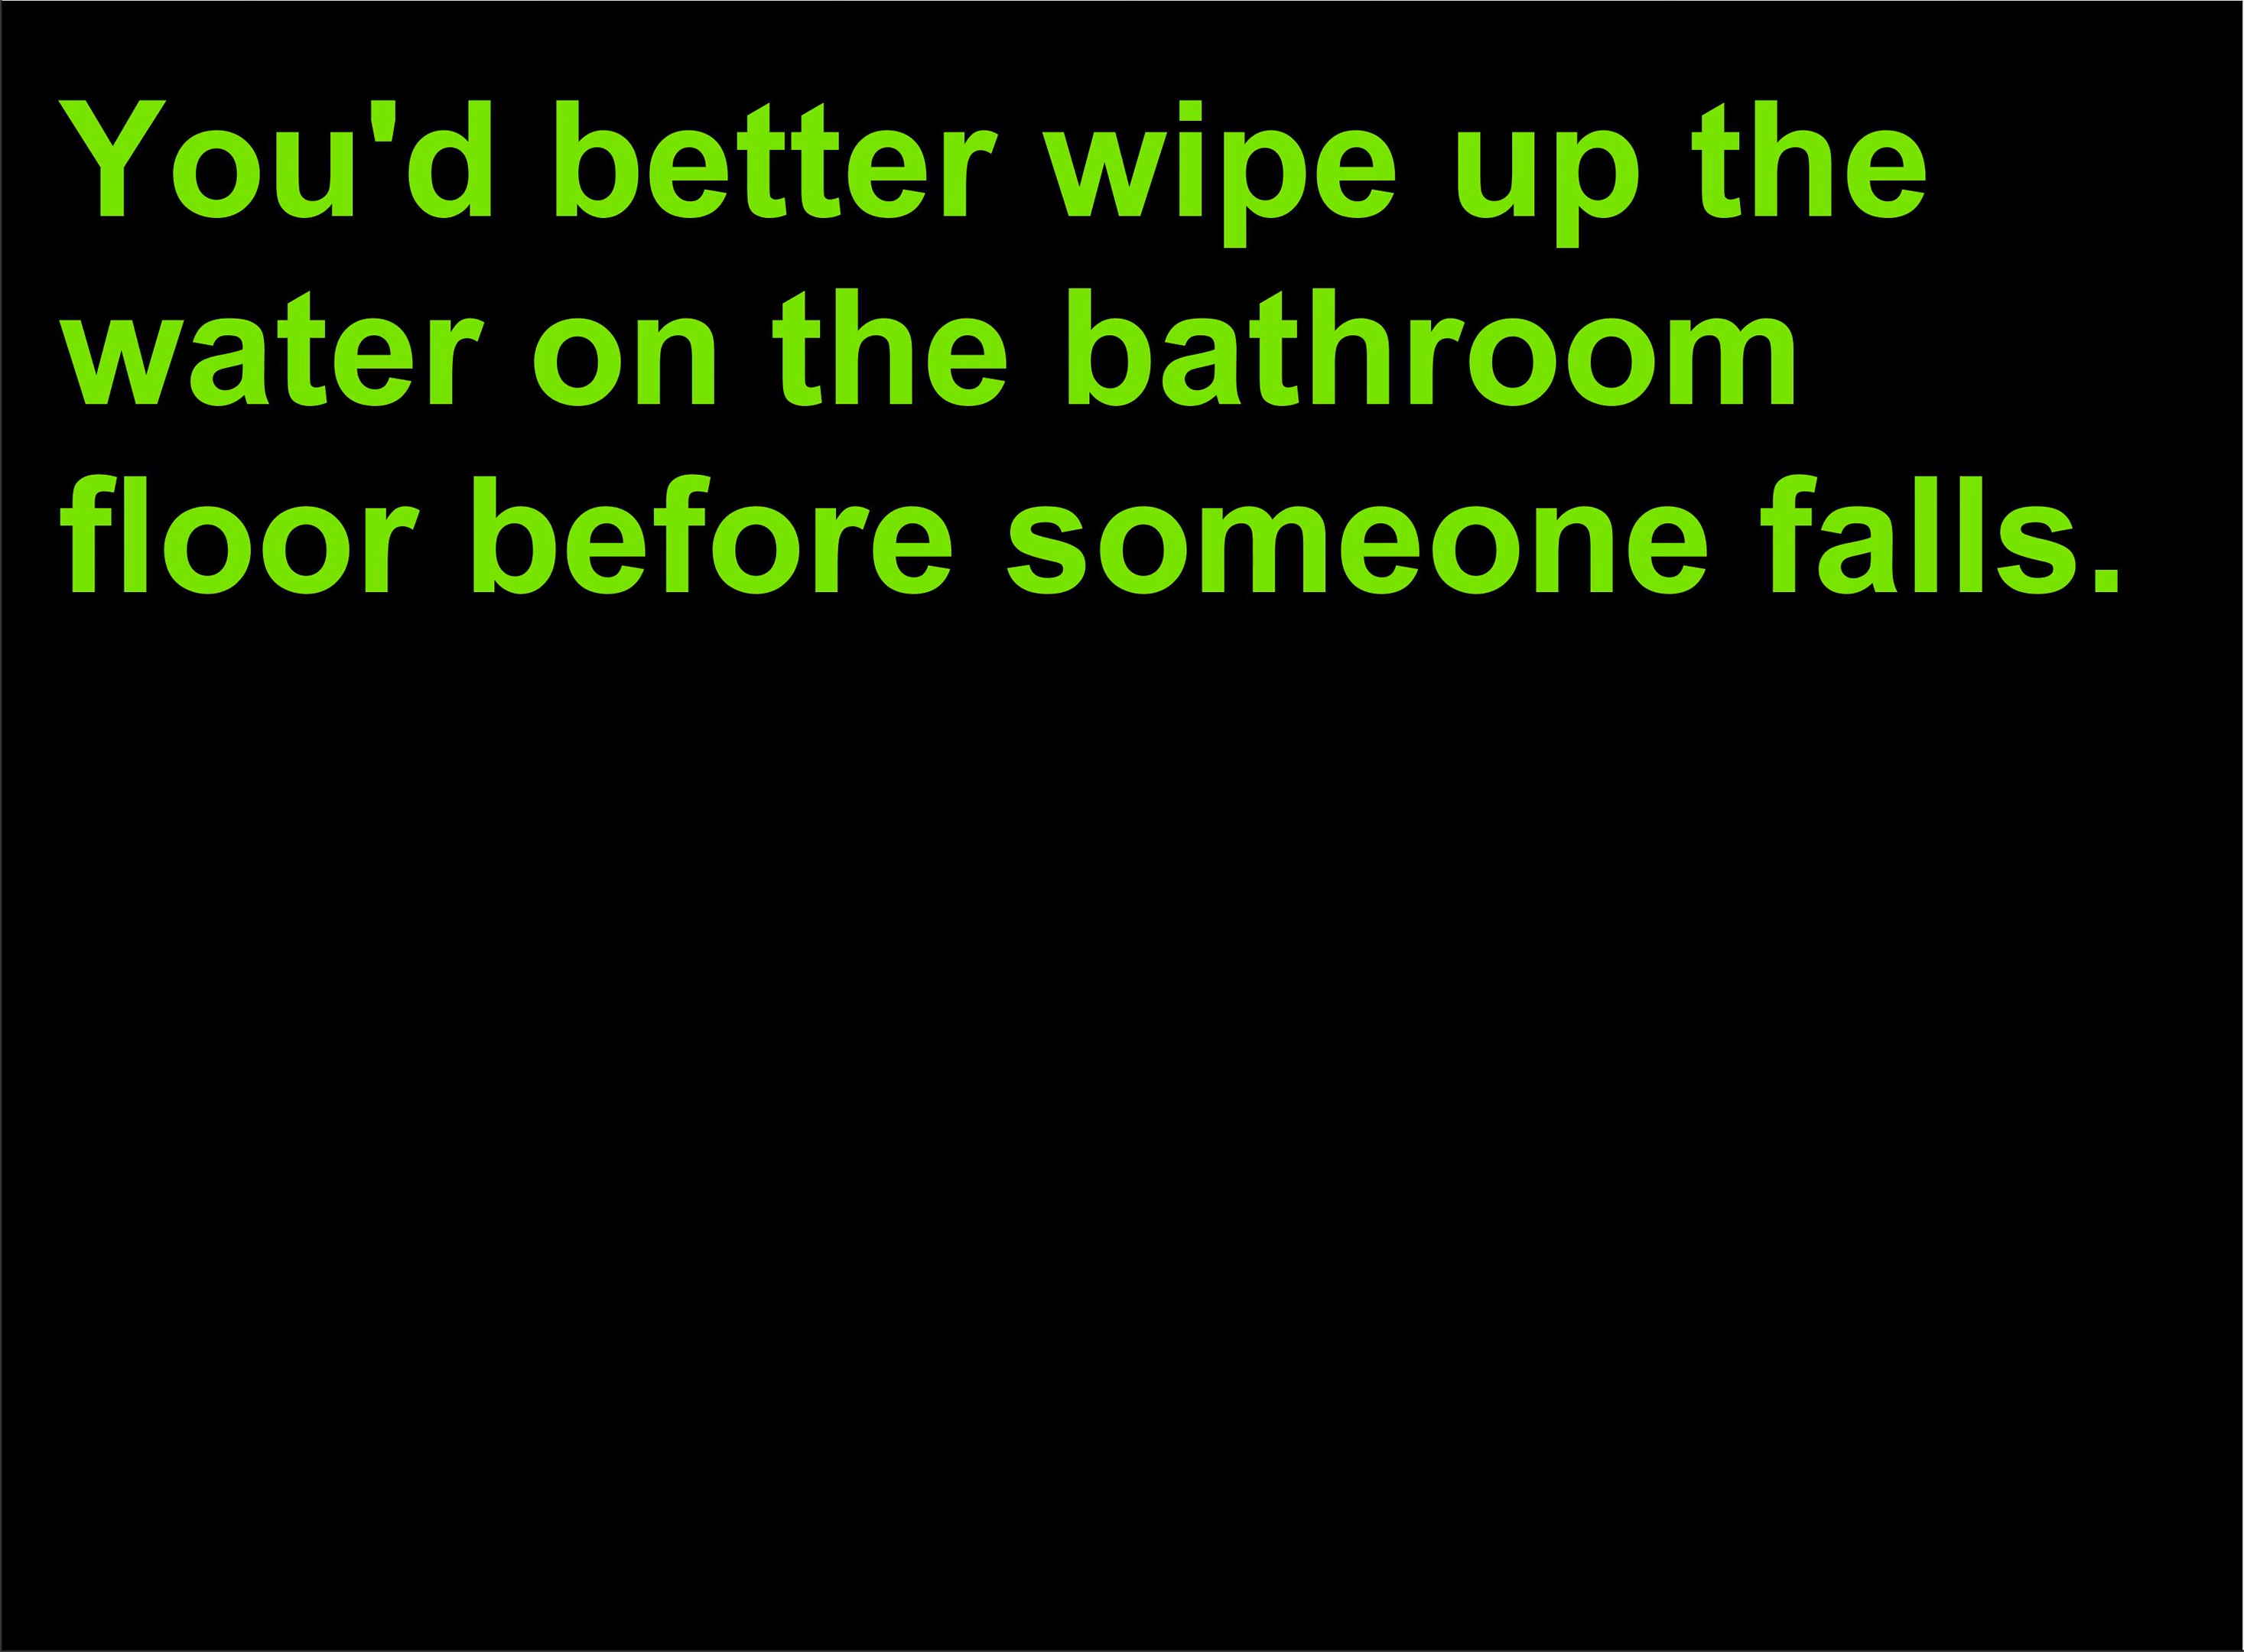 You'd better wipe up the
water on the bathroom
floor before someone falls.